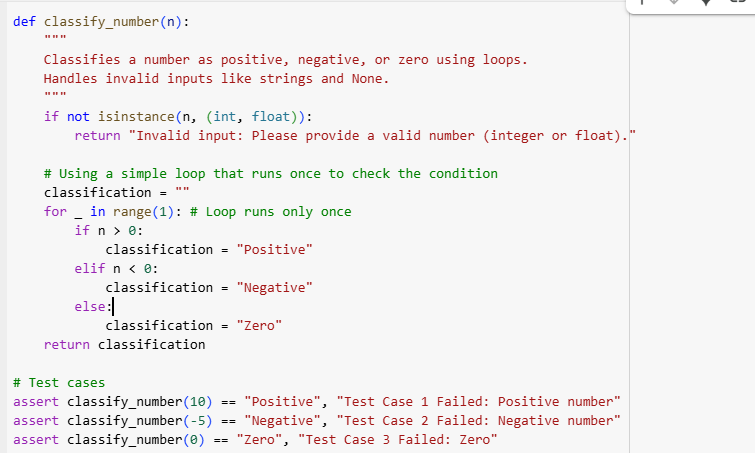 def classify_number(n):
    """
    Classifies a number as positive, negative, or zero using loops.
    Handles invalid inputs like strings and None.
    """
    if not isinstance(n, (int, float)):
        return "Invalid input: Please provide a valid number (integer or float)."

    # Using a simple loop that runs once to check the condition
    classification = ""
    for _ in range(1): # Loop runs only once
        if n > 0:
            classification = "Positive"
        elif n < 0:
            classification = "Negative"
        else:
            classification = "Zero"
    return classification

# Test cases
assert classify_number(10) == "Positive", "Test Case 1 Failed: Positive number"
assert classify_number(-5) == "Negative", "Test Case 2 Failed: Negative number"
assert classify_number(0) == "Zero", "Test Case 3 Failed: Zero"